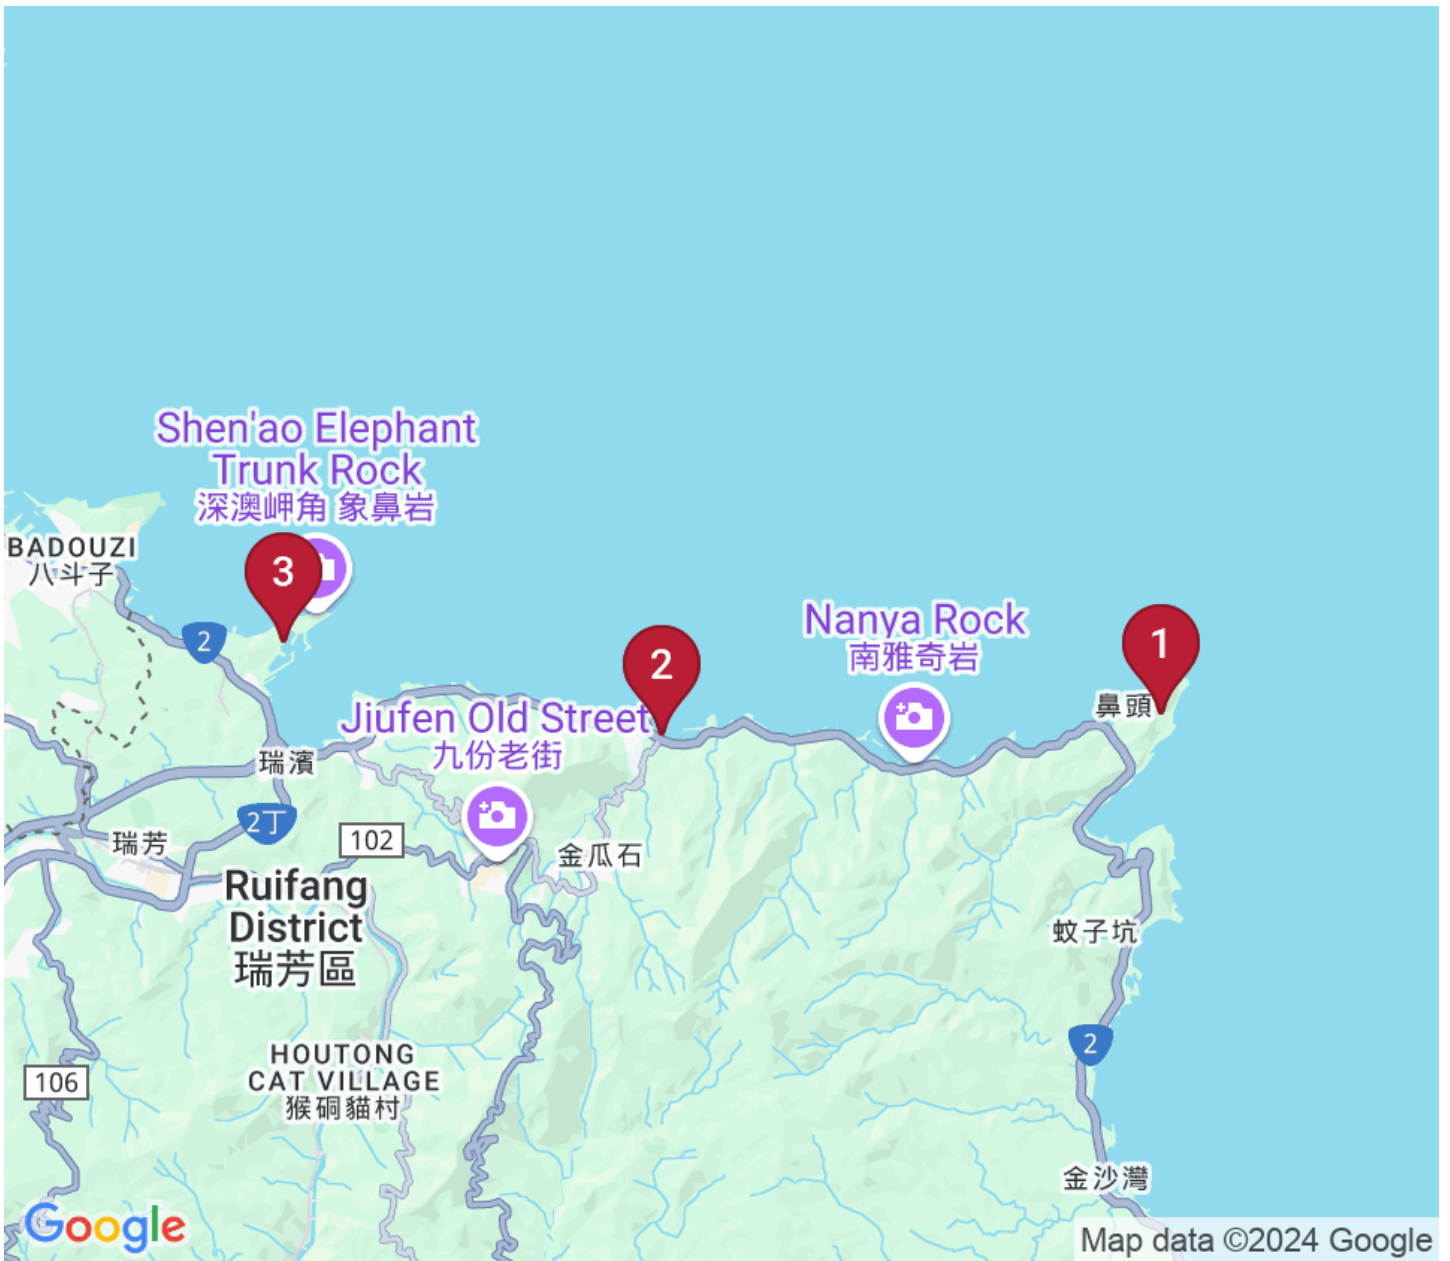 Shen'ao Elephant
Trunk Rock
深澳岬角 象鼻岩
BADOUZI
八斗子
3
2
2
Nanya Rock
南雅奇岩
1
鼻頭
Jiufen Old Street
九份老街
瑞濱
2丁
102
瑞芳
金瓜石
Ruifang
District
瑞芳區
蚊子坑
2
HOUTONG
CAT VILLAGE
猴硐貓村
106
金沙灣
Google
Map data ©2024 Google